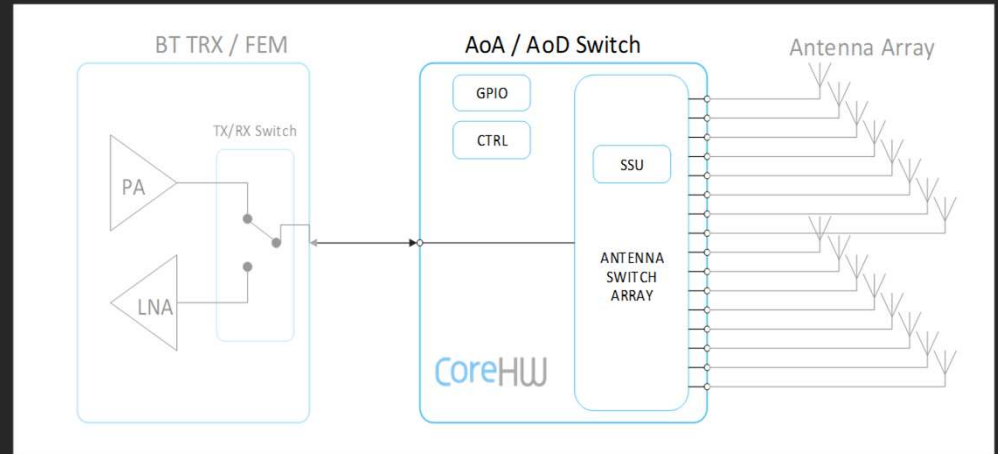 BT TRX / FEM
AoA / AoD Switch
Antenna Array
GPIO
CTRL
TX/RX Switch
PA
LNA
SSU
ANTENNA
SWITCH
ARRAY
CoreHW